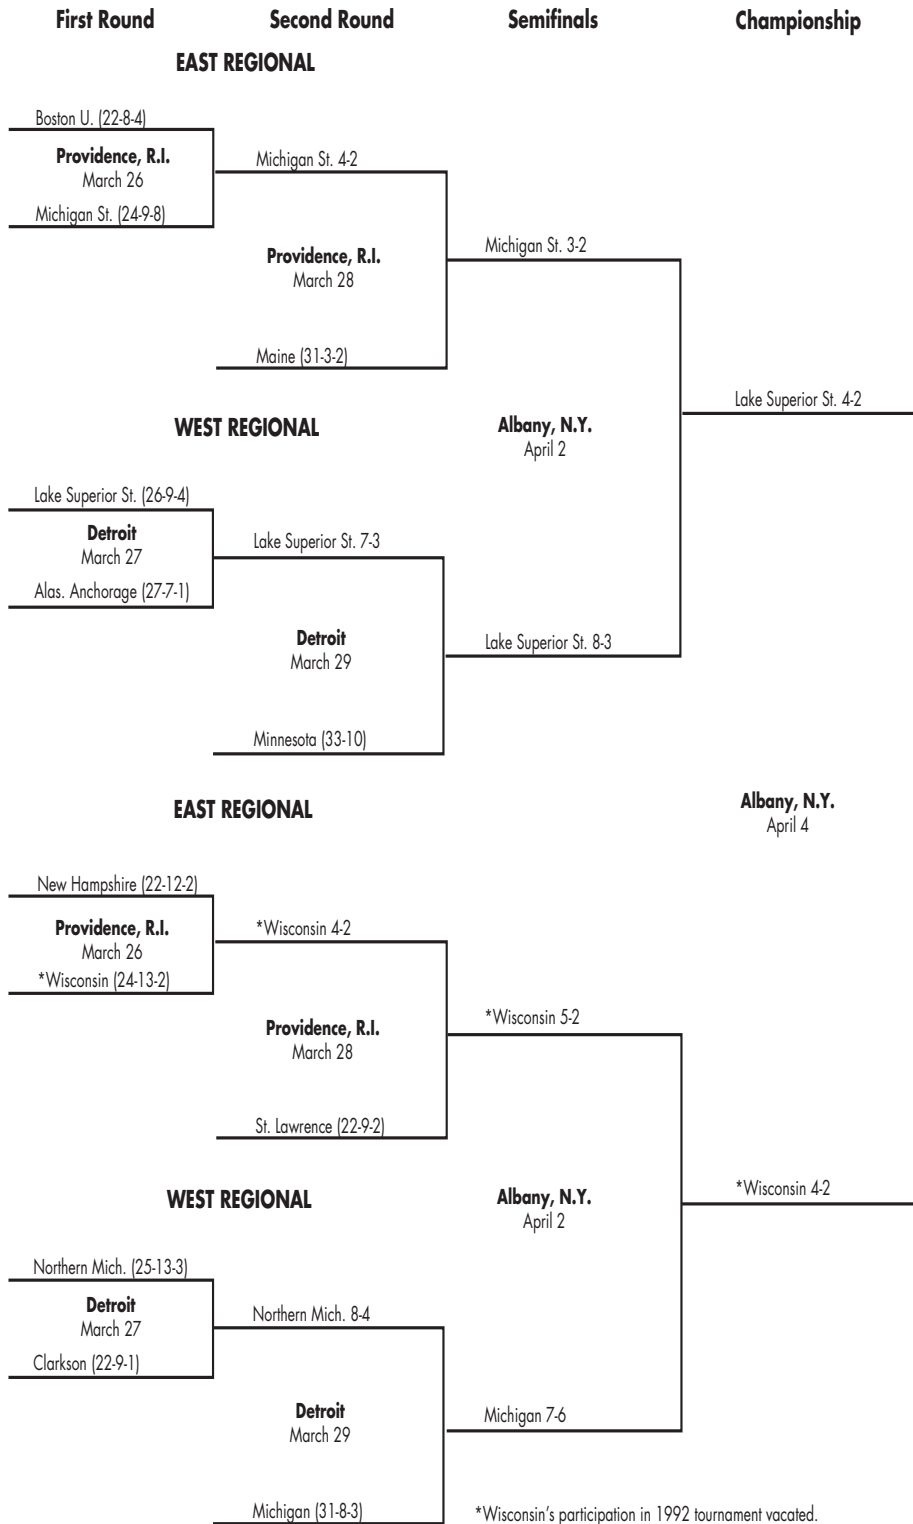 First Round Second Round Semifinals Championship
EAST REGIONAL
Boston U. (22-8-4)
Providence, R.I.
March 26
Michigan St. (24-9-8)
Michigan St. 4-2
Providence, R.I.
March 28
Maine (31-3-2)
Michigan St. 3-2
WEST REGIONAL
Albany, N.Y.
April 2
Lake Superior St. 4-2
Lake Superior St. (26-9-4)
Detroit
March 27
Alas. Anchorage (27-7-1)
Lake Superior St. 7-3
Detroit
March 29
Minnesota (33-10)
Lake Superior St. 8-3
EAST REGIONAL
Albany, N.Y.
April 4
New Hampshire (22-12-2)
Providence, R.I.
March 26
*Wisconsin (24-13-2)
*Wisconsin 4-2
Providence, R.I.
March 28
St. Lawrence (22-9-2)
*Wisconsin 5-2
WEST REGIONAL
Albany, N.Y.
April 2
*Wisconsin 4-2
Northern Mich. (25-13-3)
Detroit
March 27
Clarkson (22-9-1)
Northern Mich. 8-4
Detroit
March 29
Michigan (31-8-3)
Michigan 7-6
*Wisconsin's participation in 1992 tournament vacated.